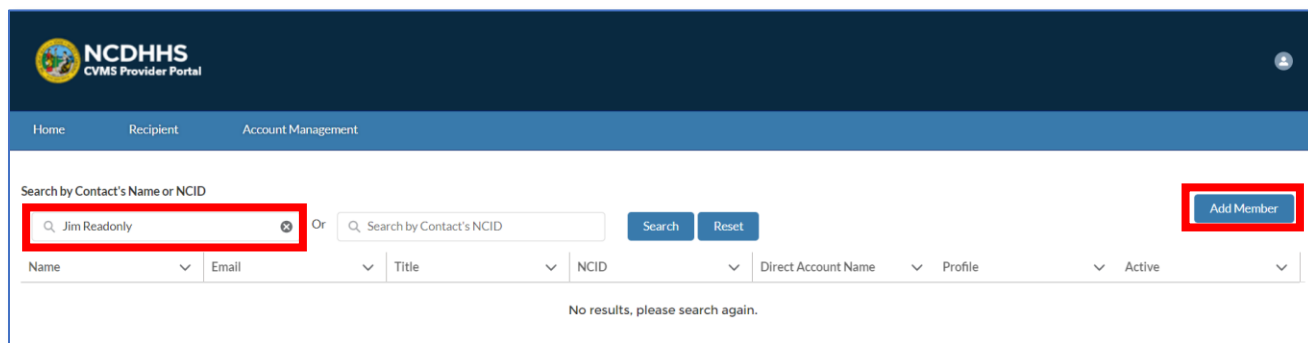 NCDHHS
CVMS Provider Portal
Home Recipient Account Management
Search by Contact's Name or NCID
Add Member
Jim Readonly Or Search by Contact's NCID Search Reset
Name Email Title NCID Direct Account Name Profile Active
No results, please search again.